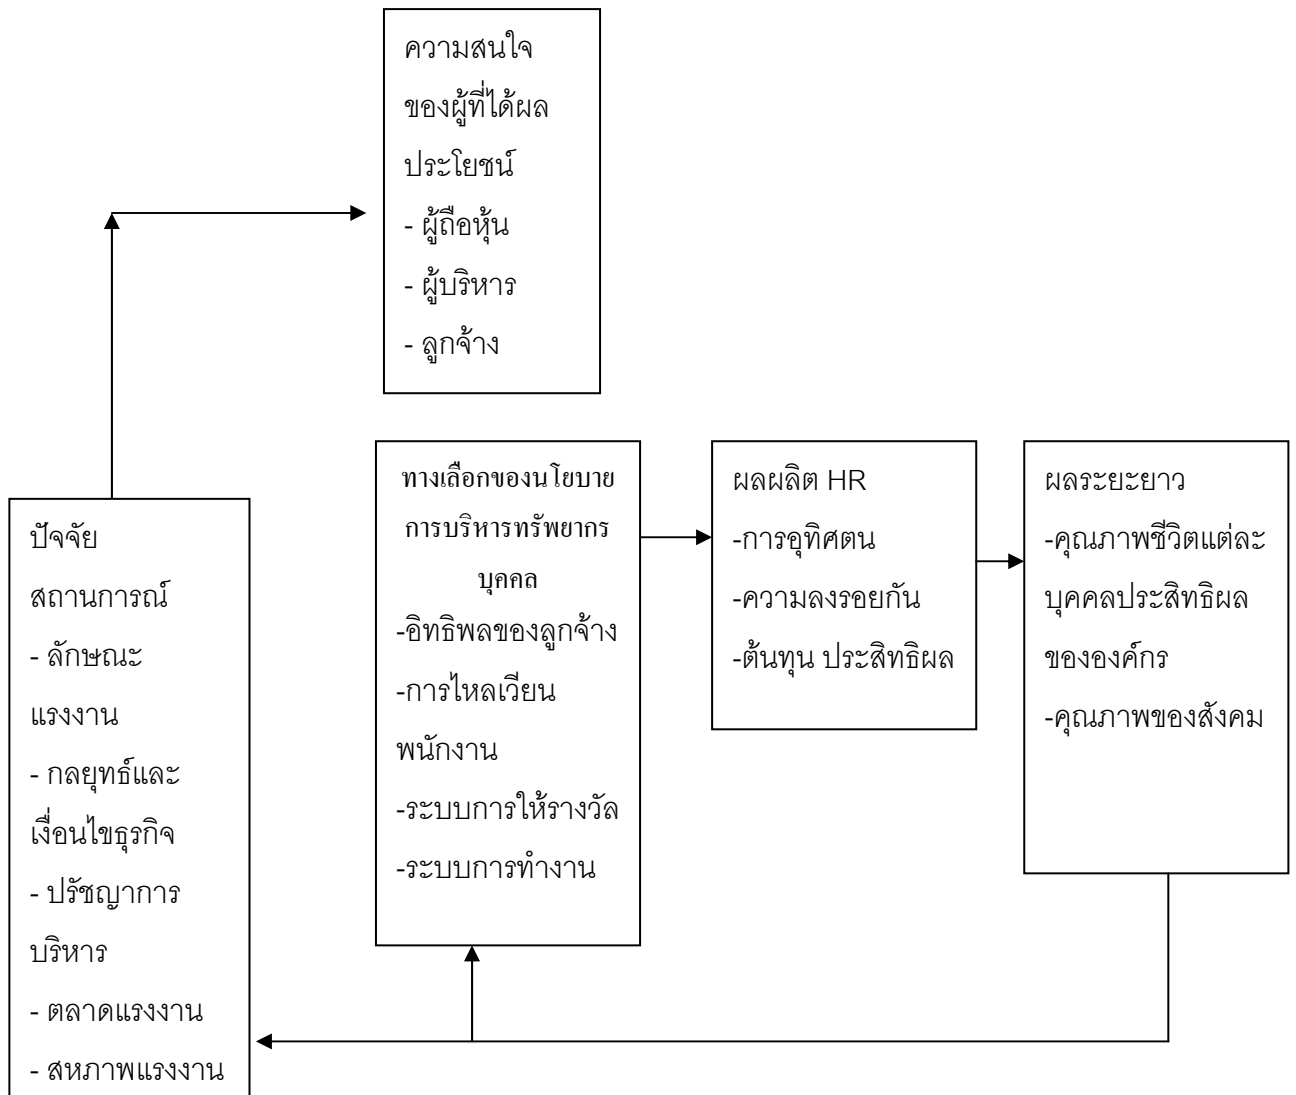 ความสนใจ
ของผู้ที่ได้ผล
ประโยชน์
- ผู้ถือหุ้น
- ผู้บริหาร
- ลูกจ้าง
ปัจจัย
สถานการณ์
- ลักษณะ
แรงงาน
- กลยุทธ์และ
เงื่อนไขธุรกิจ
- ปรัชญาการ
บริหาร
- ตลาดแรงงาน
- สหภาพแรงงาน
ทางเลือกของนโยบาย
การบริหารทรัพยากร
บุคคล
-อิทธิพลของลูกจ้าง
-การไหลเวียน
พนักงาน
-ระบบการให้รางวัล
-ระบบการทำงาน
ผลผลิต HR
-การอุทิศตน
-ความลงรอยกัน
-ต้นทุน ประสิทธิผล
ผลระยะยาว
-คุณภาพชีวิตแต่ละ
บุคคลประสิทธิผล
ขององค์กร
-คุณภาพของสังคม